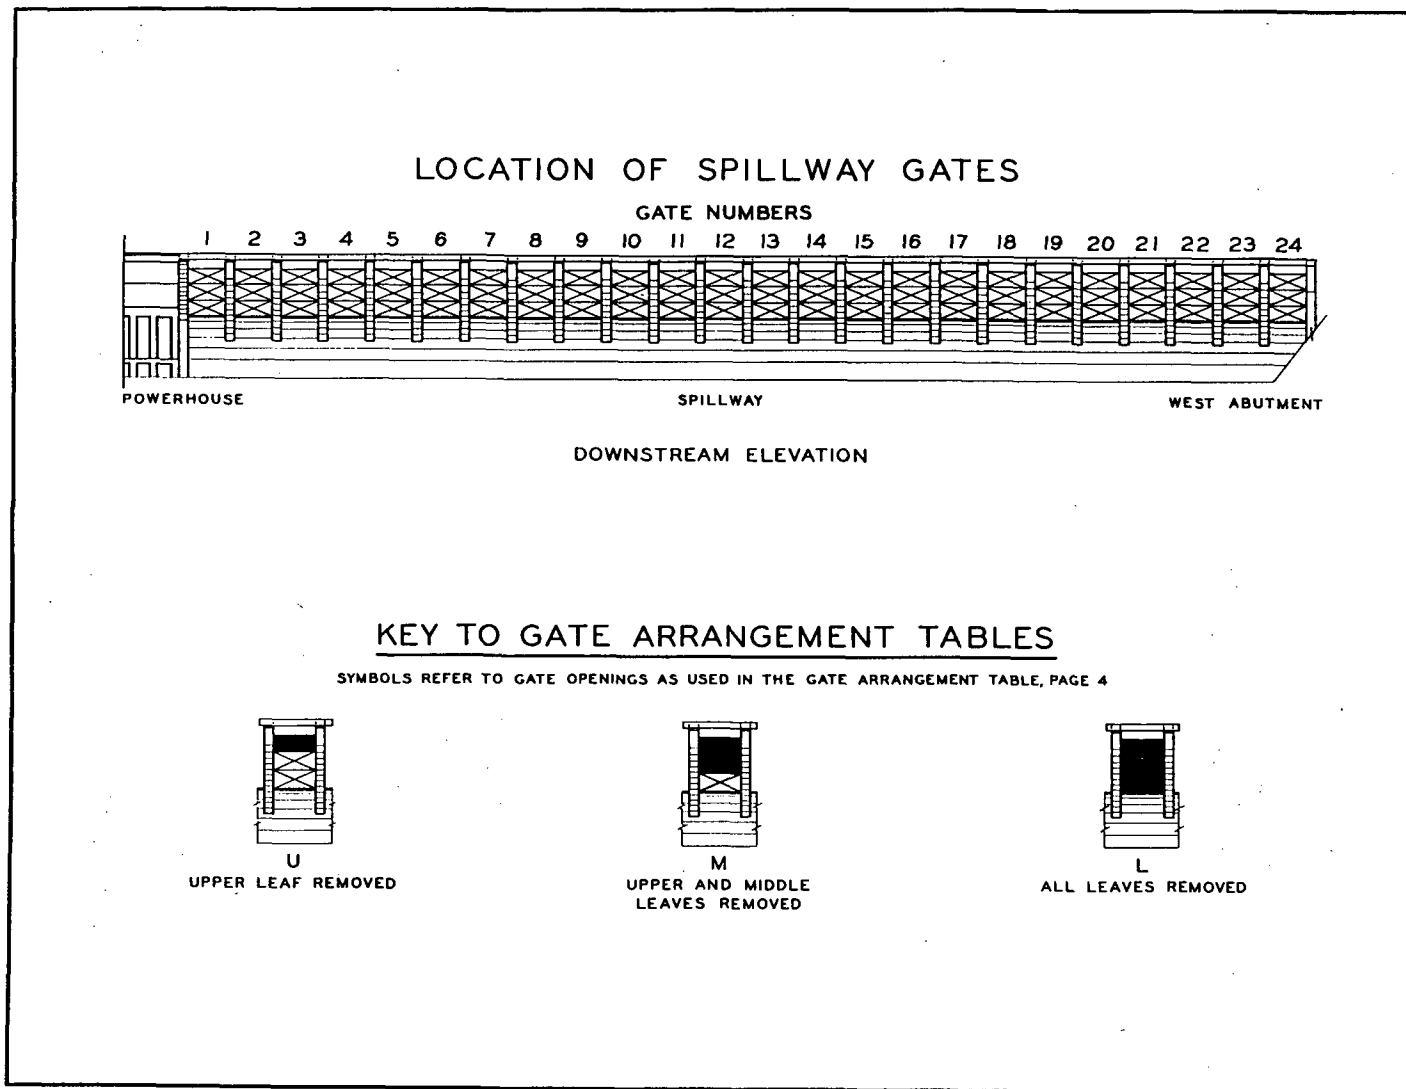 LOCATION OF SPILLWAY GATES
GATE NUMBERS
1 2 3 4 5 6 7 8 9 10 11 12 13 14 15 16 17 18 19 20 21 22 23 24
POWERHOUSE SPILLWAY WEST ABUTMENT
DOWNSTREAM ELEVATION
KEY TO GATE ARRANGEMENT TABLES
SYMBOLS REFER TO GATE OPENINGS AS USED IN THE GATE ARRANGEMENT TABLE, PAGE 4
U
UPPER LEAF REMOVED
M
UPPER AND MIDDLE
LEAVES REMOVED
L
ALL LEAVES REMOVED